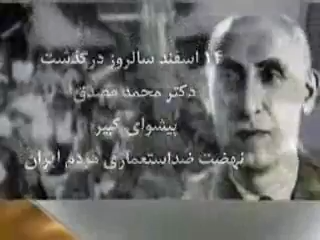 ۱۴ اسفند سالروز درگذشت
دکتر محمد مصدق
پیشوای کبیر
نهضت ضداستعماری مردم ایران